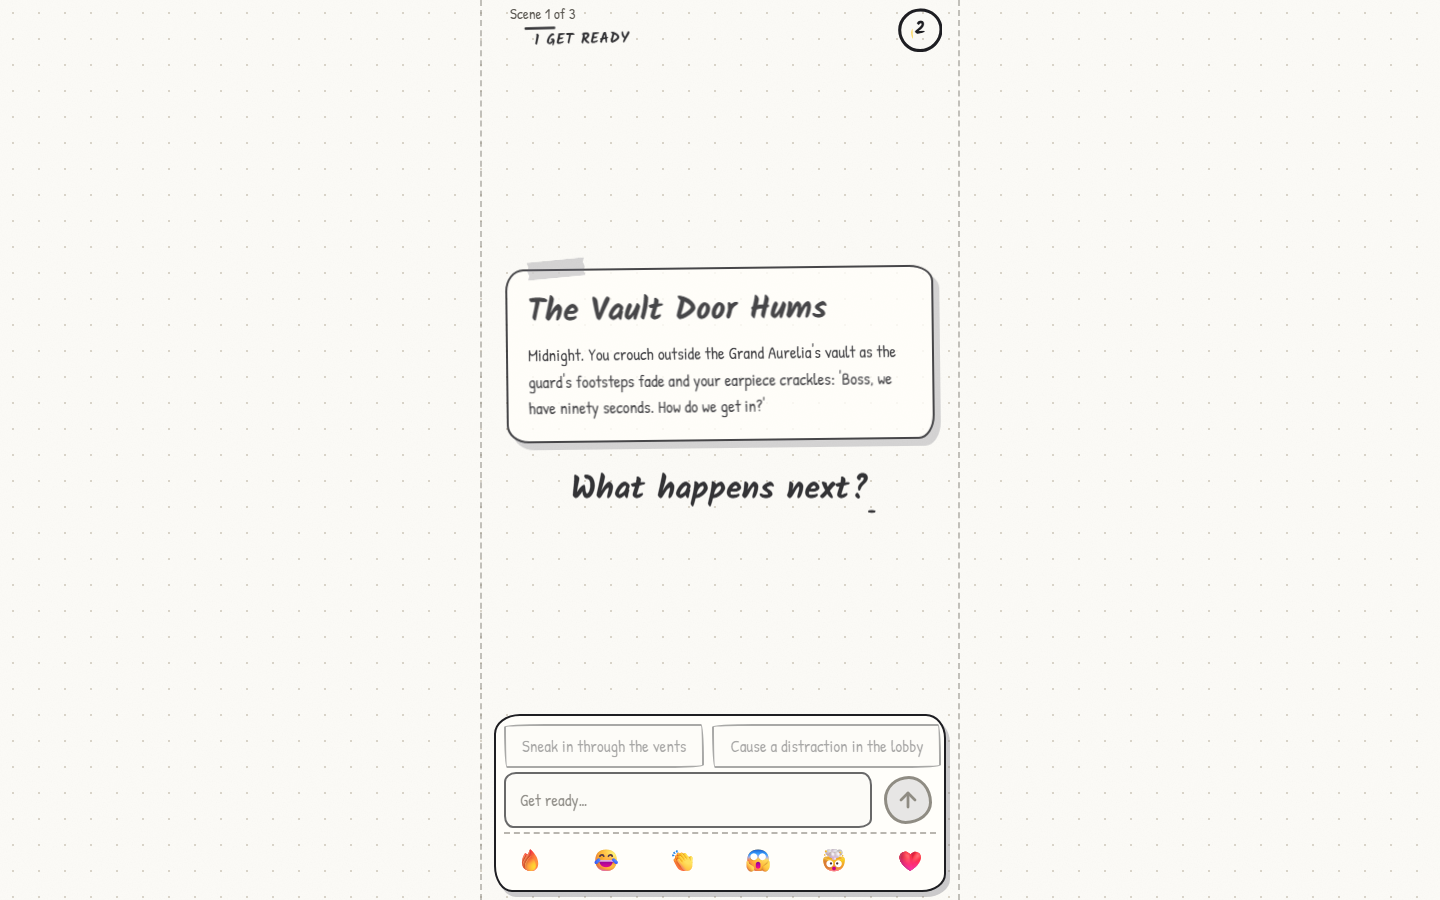 Scene 1 of 3
1 GET READY
2
The Vault Door Hums
Midnight. You crouch outside the Grand Aurelia's vault as the
guard's footsteps fade and your earpiece crackles: 'Boss, we
have ninety seconds. How do we get in?'
What happens next?_
Sneak in through the vents
Cause a distraction in the lobby
Get ready...